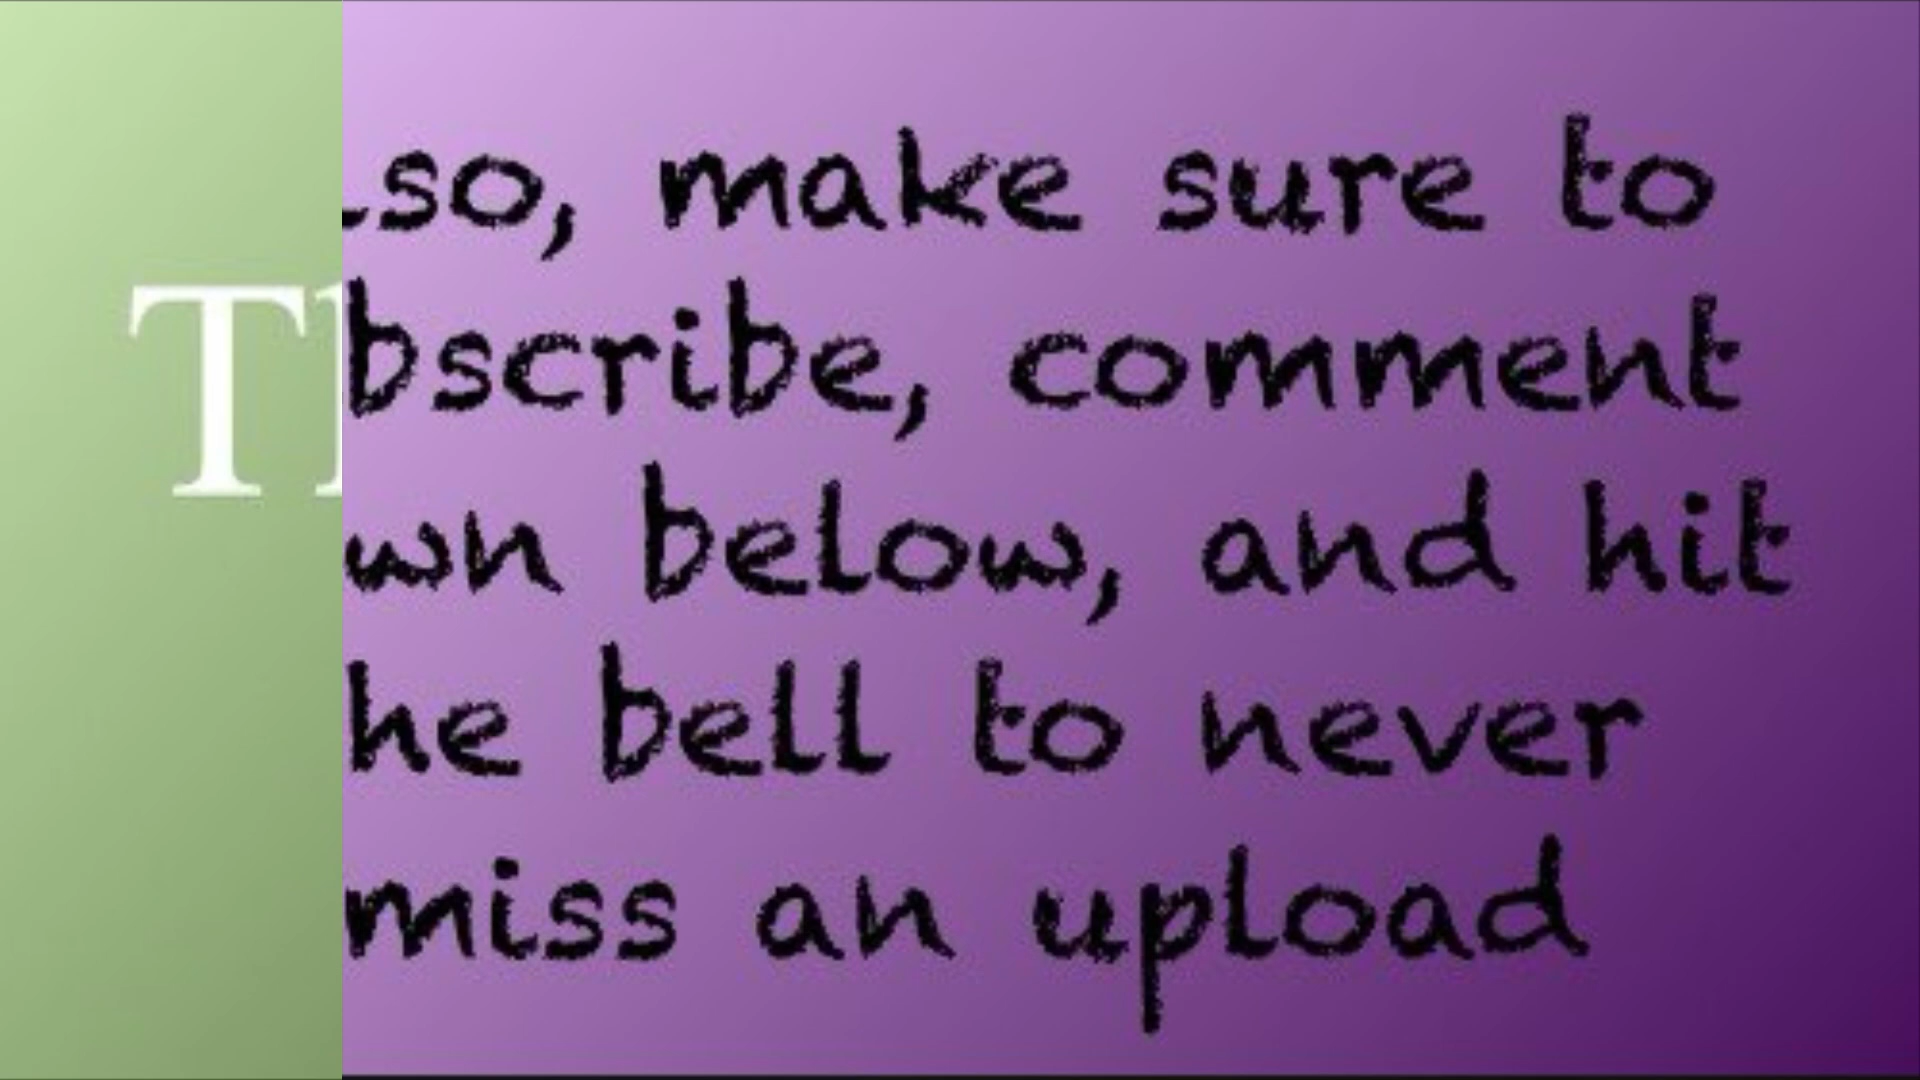 so, make sure to
bscribe, comment
wn below, and hit
he bell to never
miss an upload
T